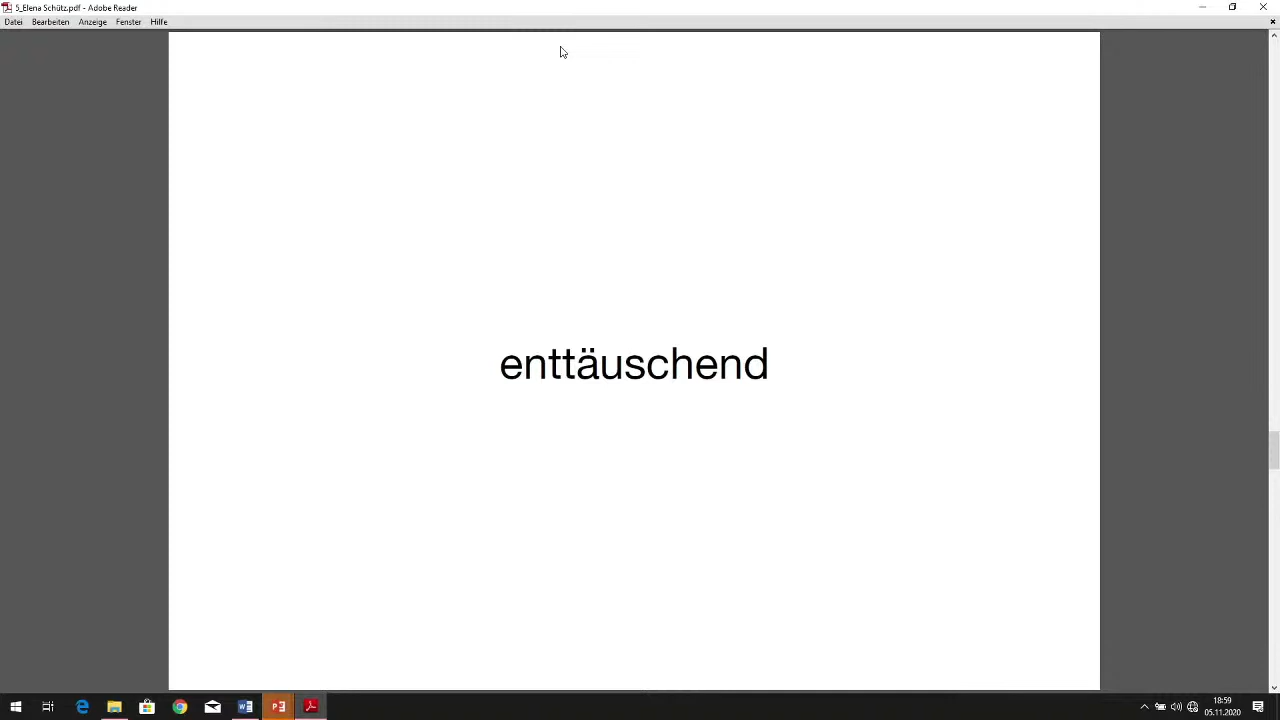 5_Elena Schütz.pdf - Adobe Reader
Datei Bearbeiten Anzeige Fenster Hilfe
enttäuschend
18:59
05.11.2020